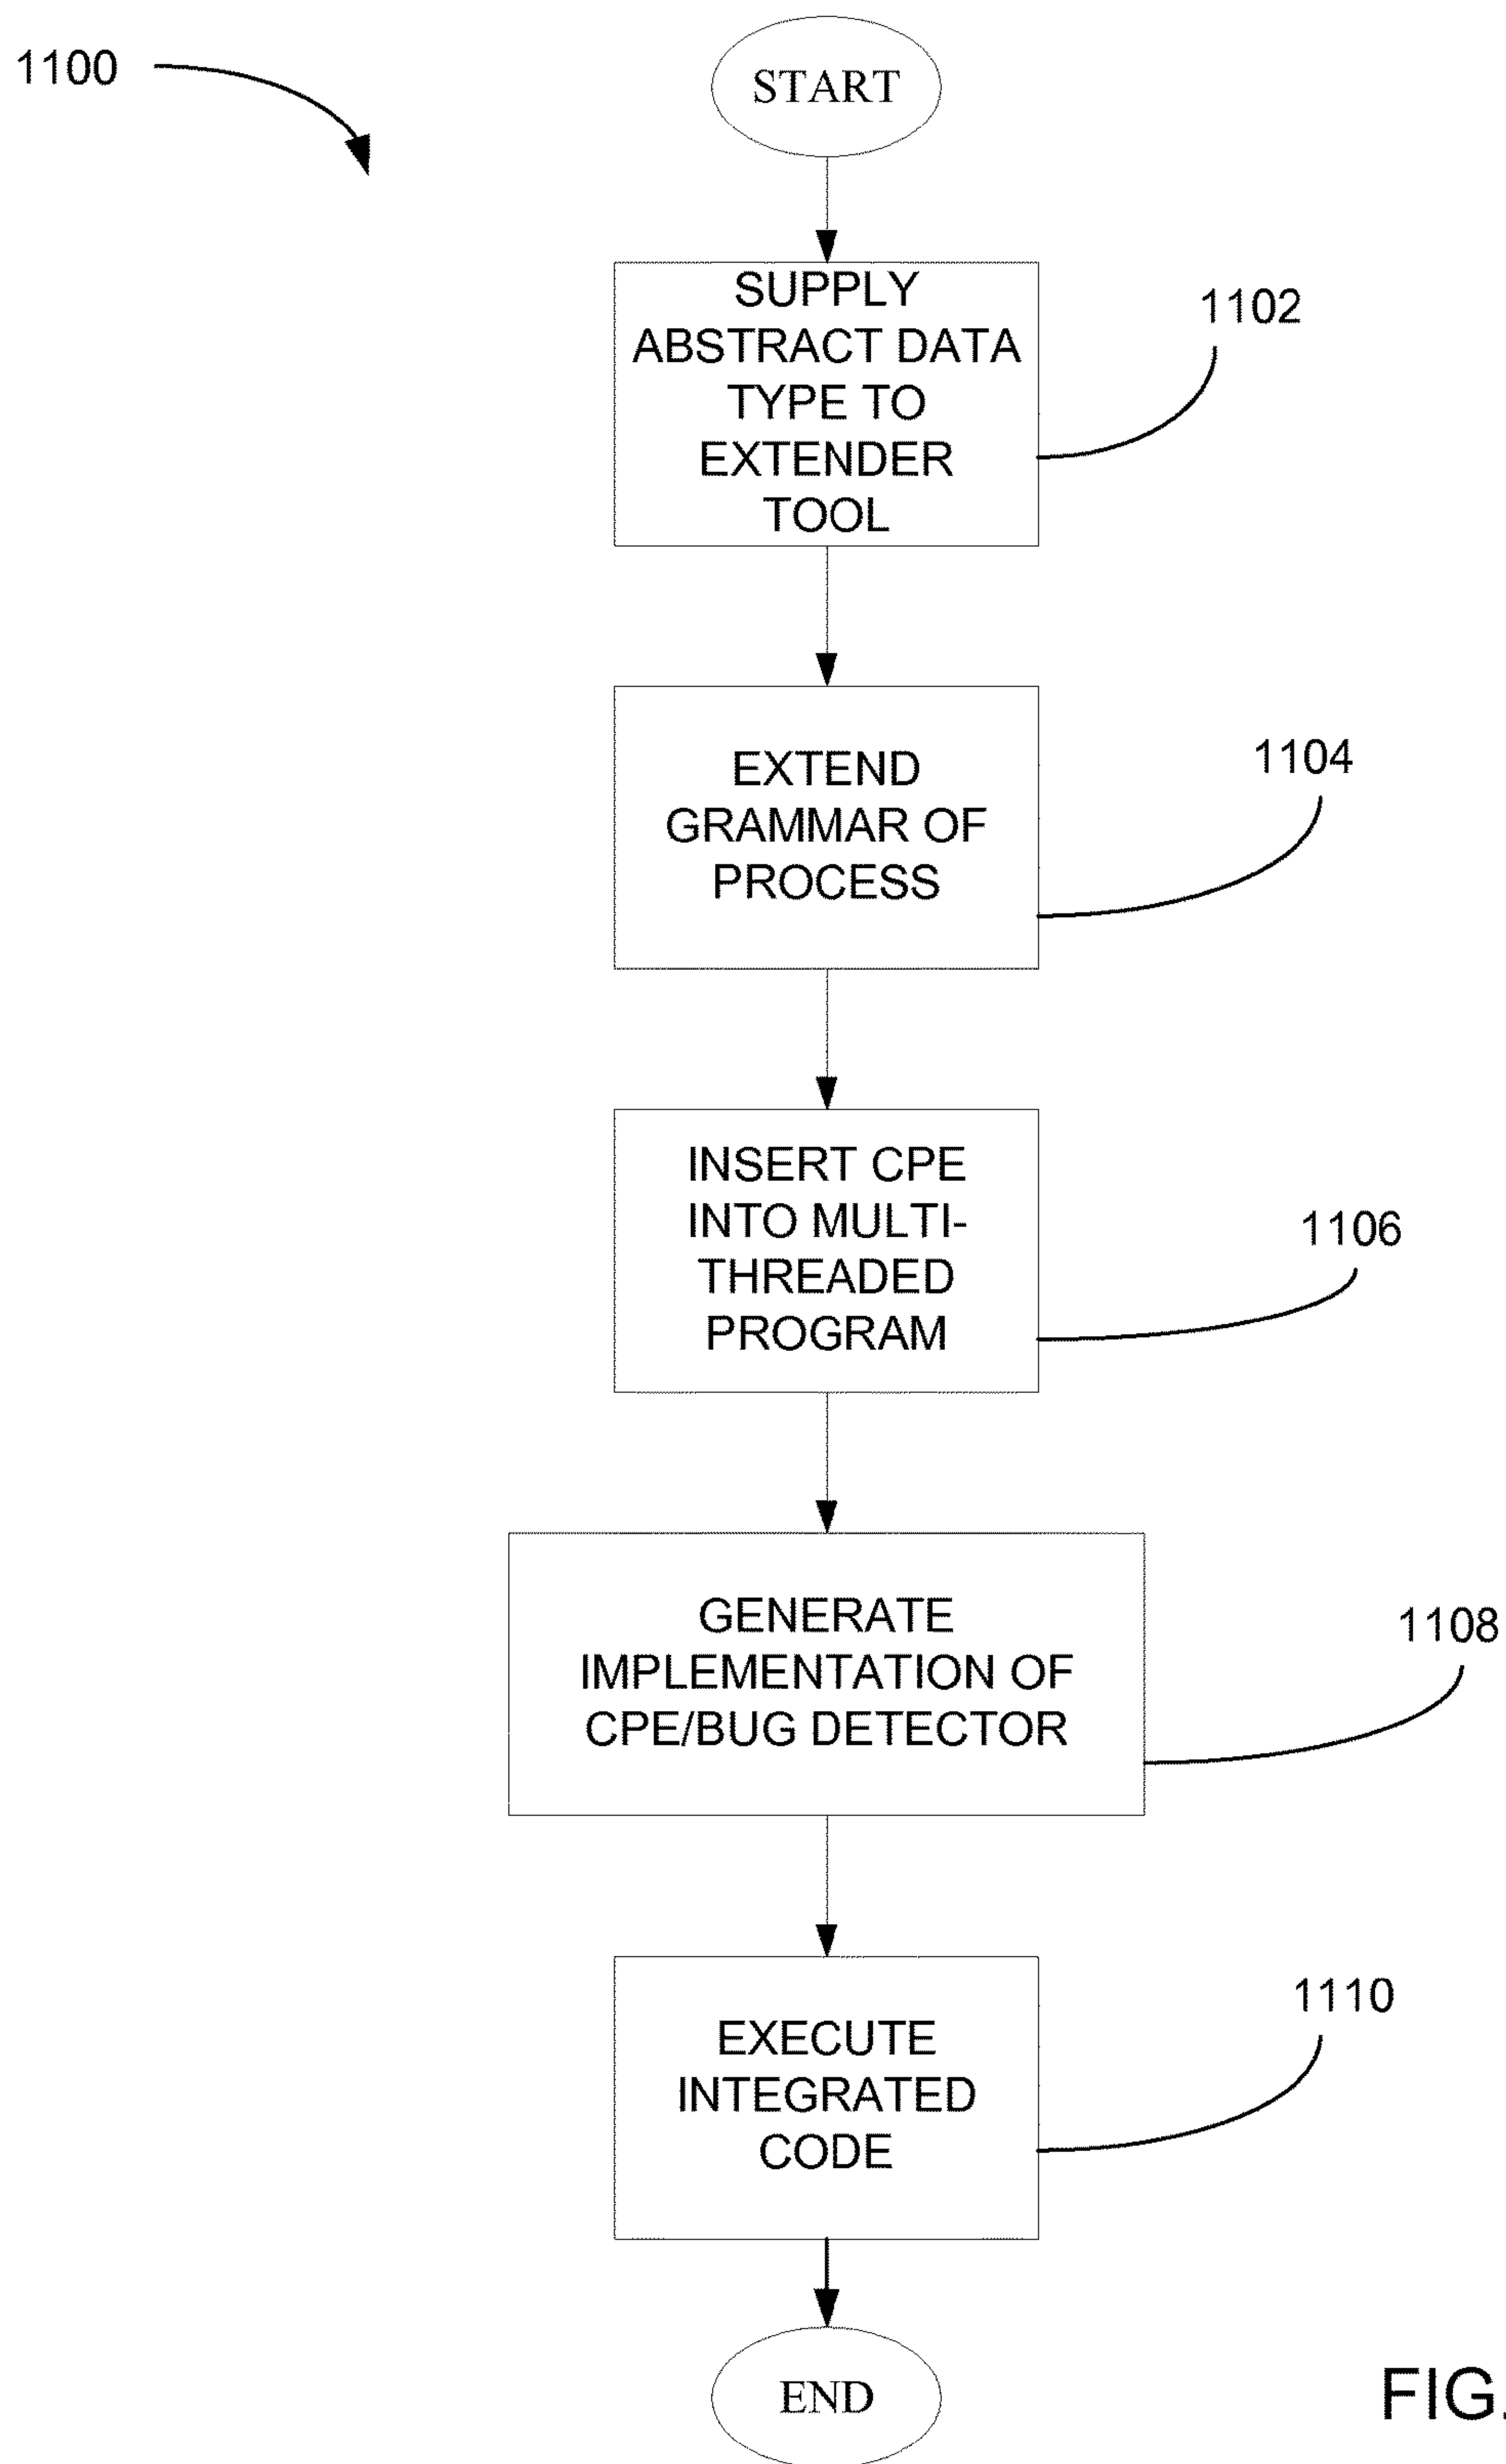 1100
START
SUPPLY
ABSTRACT DATA
TYPE TO
EXTENDER
TOOL
1102
EXTEND
GRAMMAR OF
PROCESS
1104
INSERT CPE
INTO MULTI-
THREADED
PROGRAM
1106
GENERATE
IMPLEMENTATION OF
CPE/BUG DETECTOR
1108
EXECUTE
INTEGRATED
CODE
1110
END
FIG.